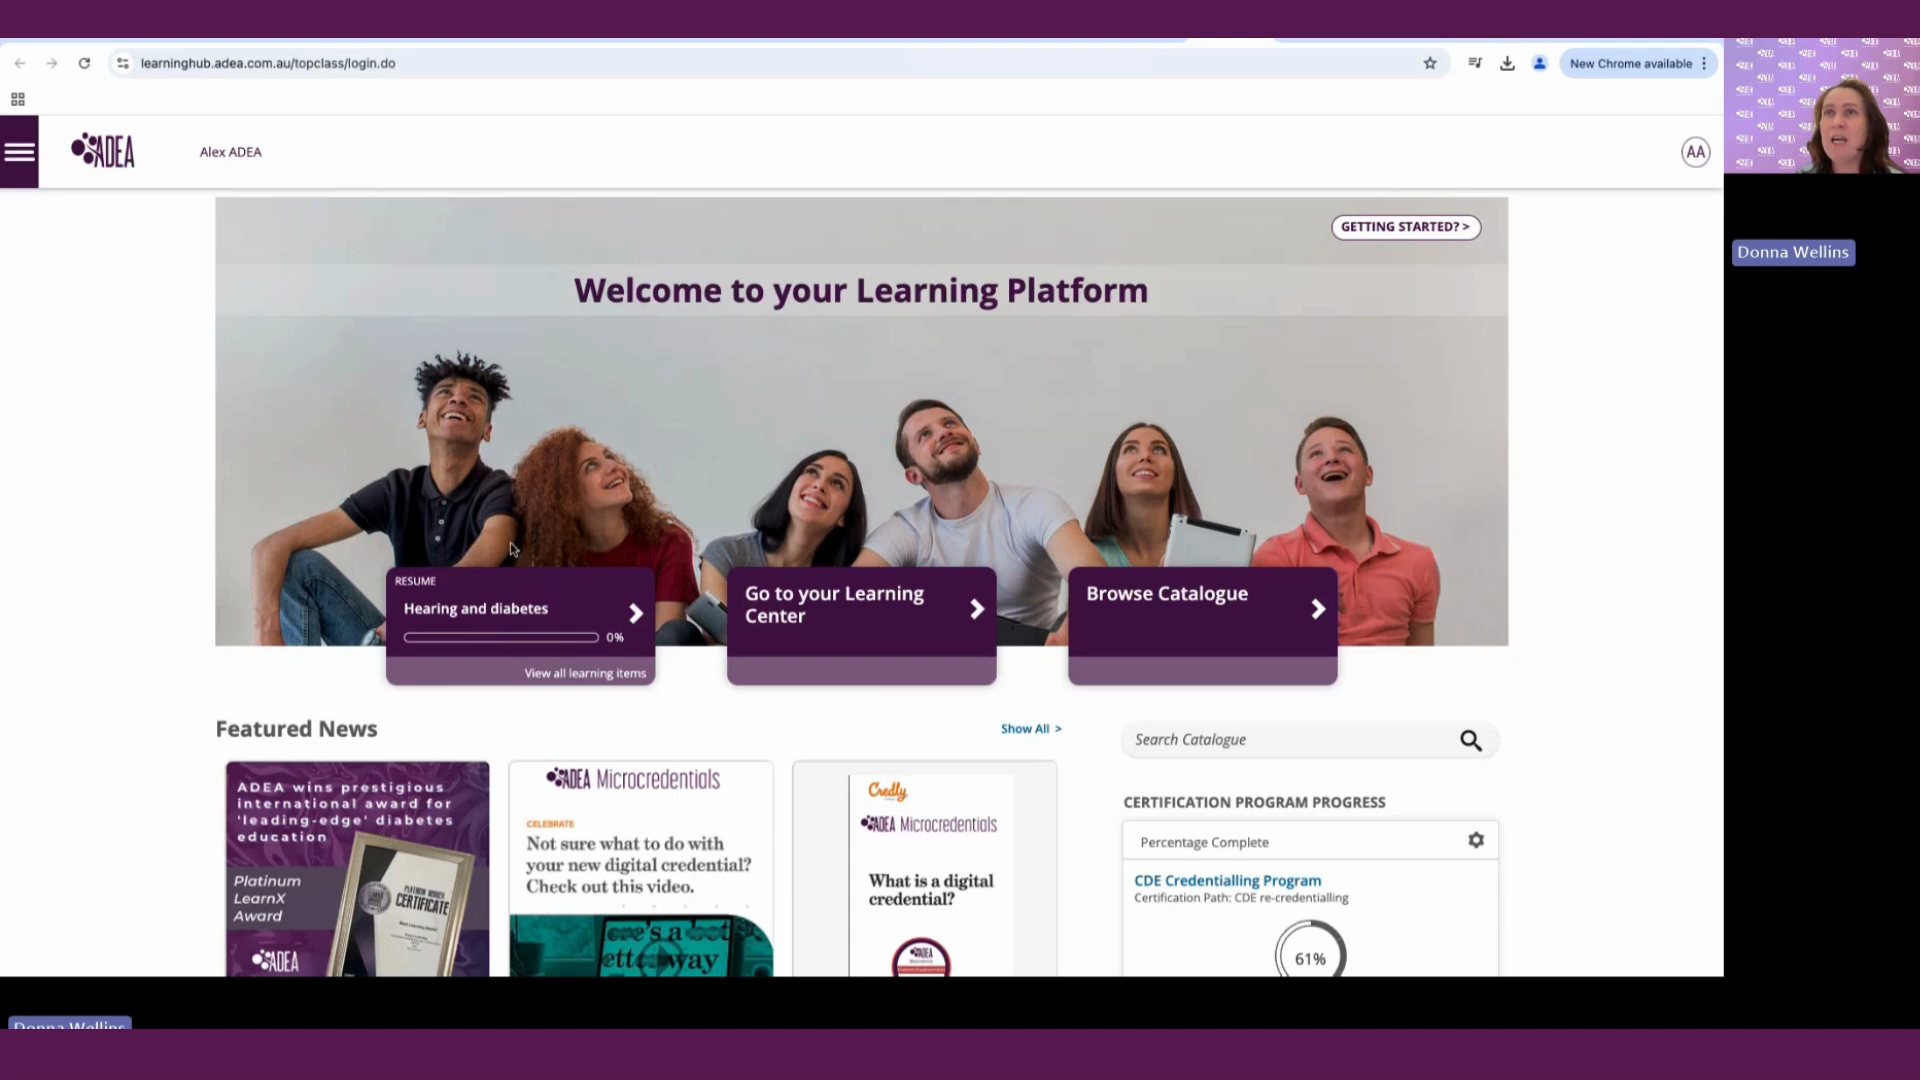 learninghub.adea.com.au/topclass/login.do
New Chrome available
ADEA
Alex ADEA
AA
Donna Wellins
GETTING STARTED? >
Welcome to your Learning Platform
RESUME
Hearing and diabetes
0%
View all learning items
Go to your Learning
Center
Browse Catalogue
Featured News
Show All >
Search Catalogue
ADEA wins prestigious
international award for
'leading-edge' diabetes
education
Platinum
LearnX
Award
CERTIFICATE
ADEA
ADEA Microcredentials
CELEBRATE
Not sure what to do with
your new digital credential?
Check out this video.
Credly
ADEA Microcredentials
What is a digital
credential?
ADEA
CERTIFICATION PROGRAM PROGRESS
Percentage Complete
CDE Credentialling Program
Certification Path: CDE re-credentialling
61%
Donna Wellins